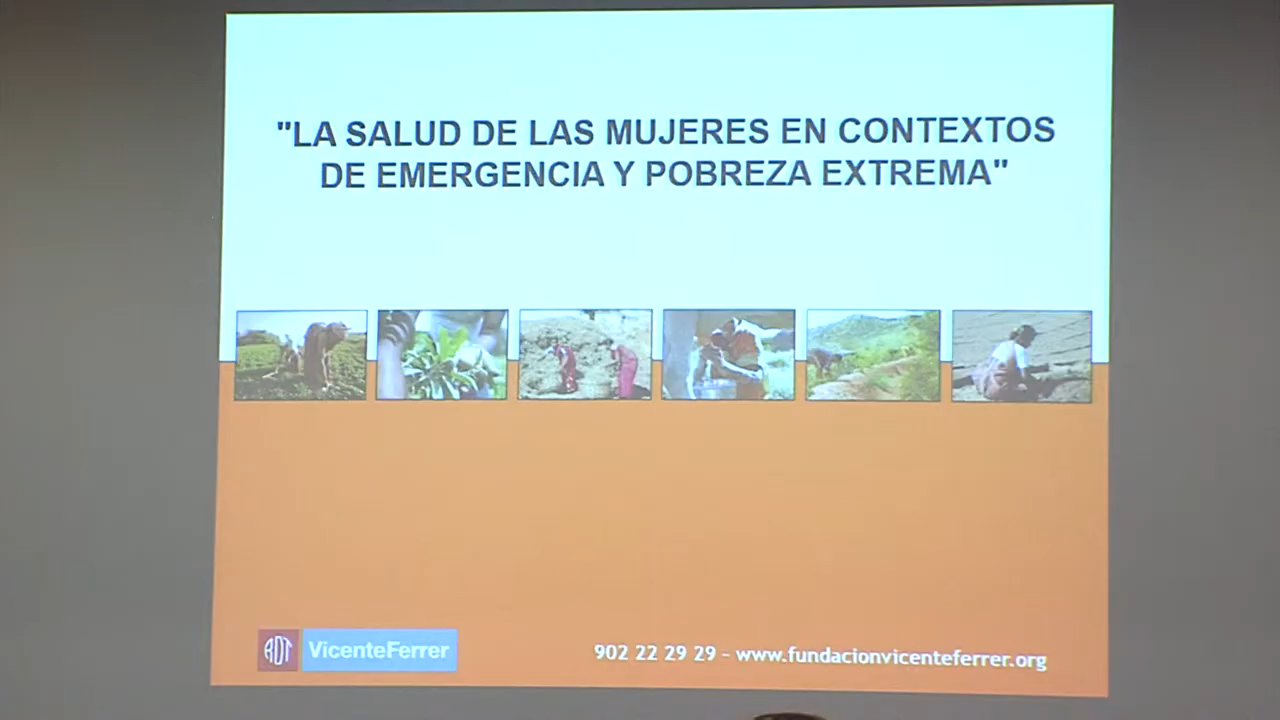 "LA SALUD DE LAS MUJERES EN CONTEXTOS
DE EMERGENCIA Y POBREZA EXTREMA"
RDT VicenteFerrer
902 22 29 29 - www.fundacionvicenteferrer.org